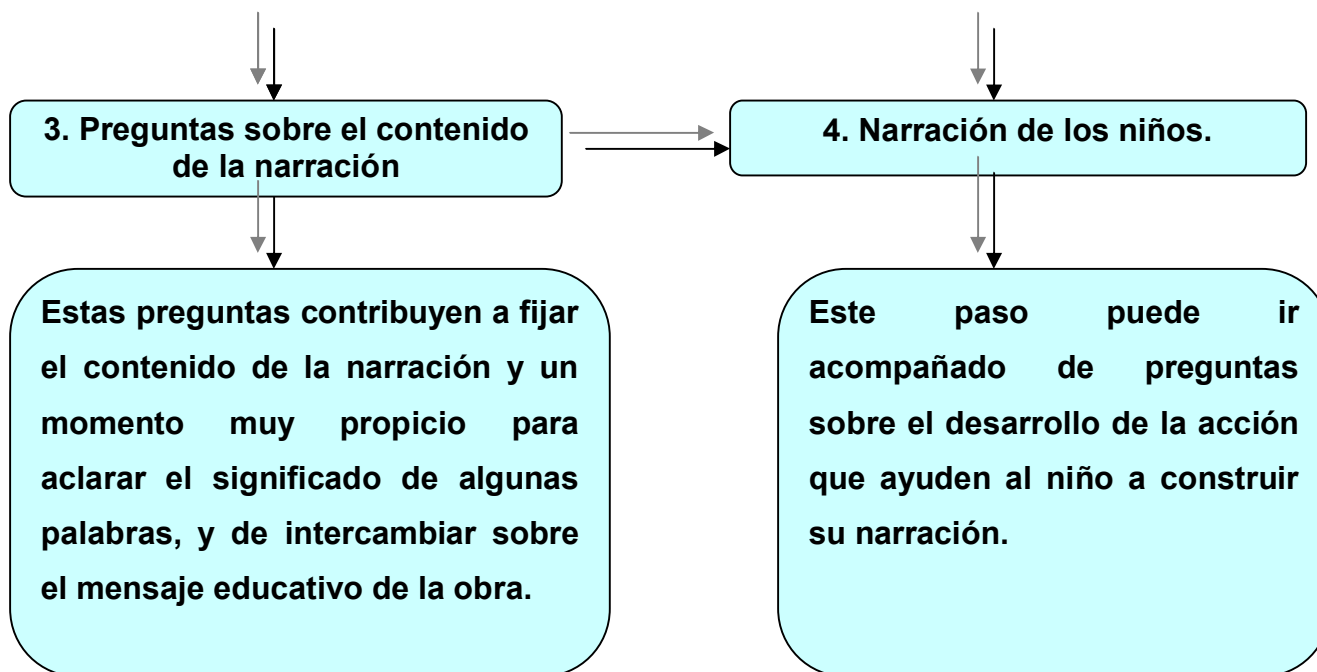 3. Preguntas sobre el contenido
de la narración
4. Narración de los niños.
Estas preguntas contribuyen a fijar
el contenido de la narración y un
momento muy propicio para
aclarar el significado de algunas
palabras, y de intercambiar sobre
el mensaje educativo de la obra.
Este paso puede ir
acompañado de preguntas
sobre el desarrollo de la acción
que ayuden al niño a construir
su narración.